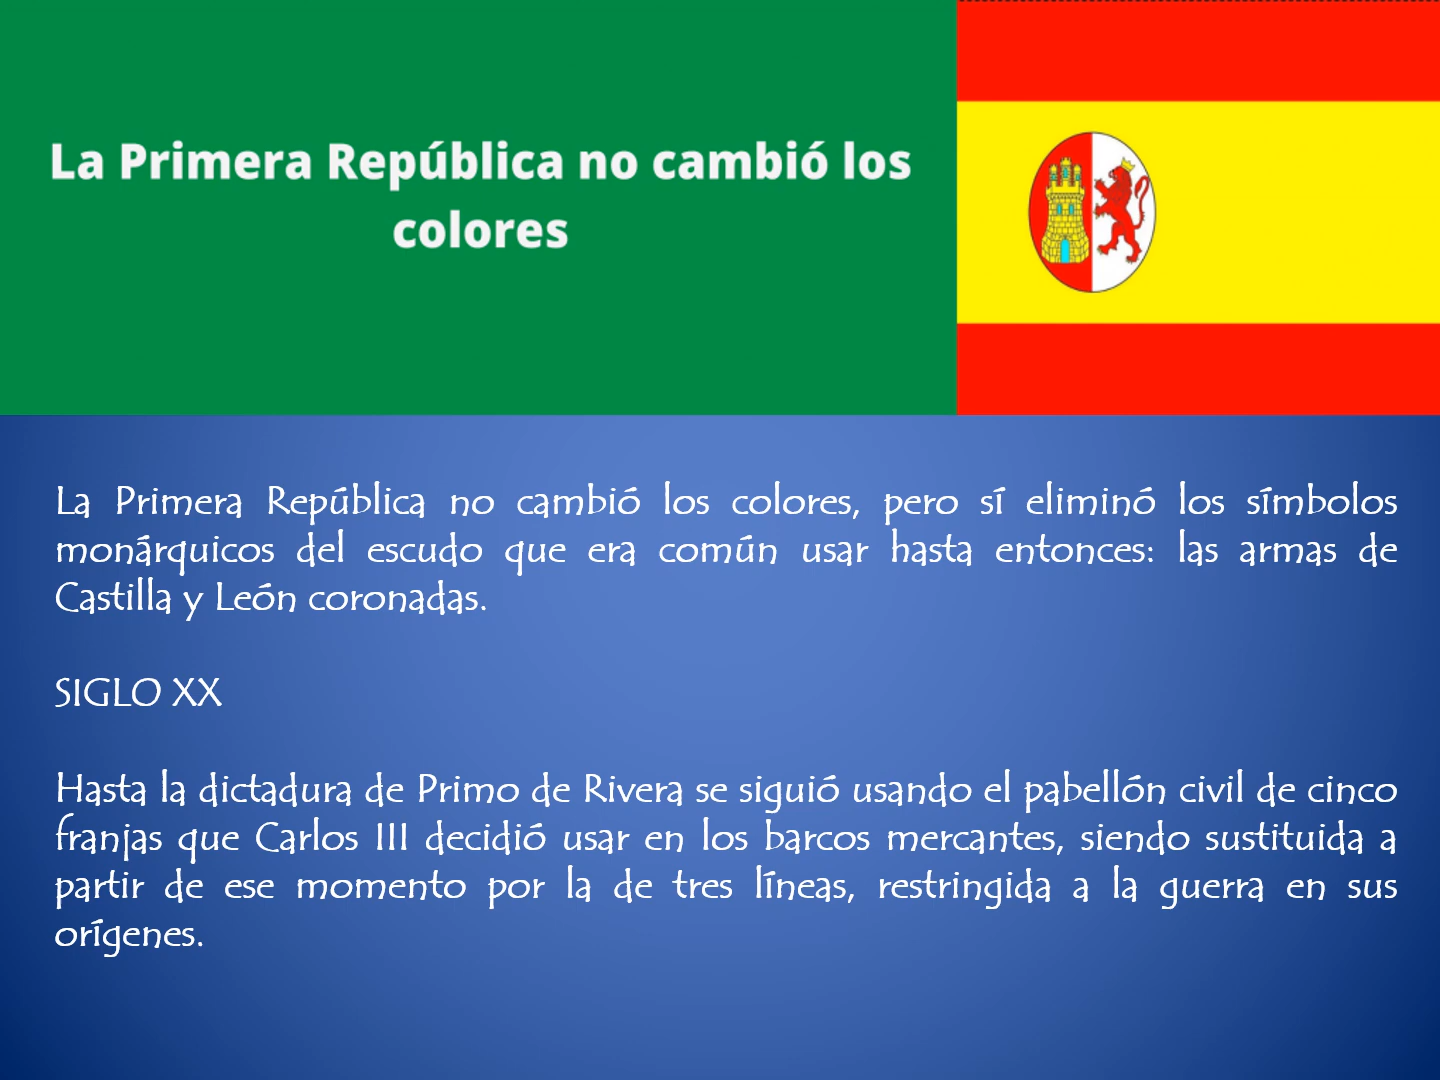 La Primera República no cambió los
colores
La Primera República no cambió los colores, pero sí eliminó los símbolos
monárquicos del escudo que era común usar hasta entonces: las armas de
Castilla y León coronadas.
SIGLO XX
Hasta la dictadura de Primo de Rivera se siguió usando el pabellón civil de cinco
franjas que Carlos III decidió usar en los barcos mercantes, siendo sustituida a
partir de ese momento por la de tres líneas, restringida a la guerra en sus
orígenes.